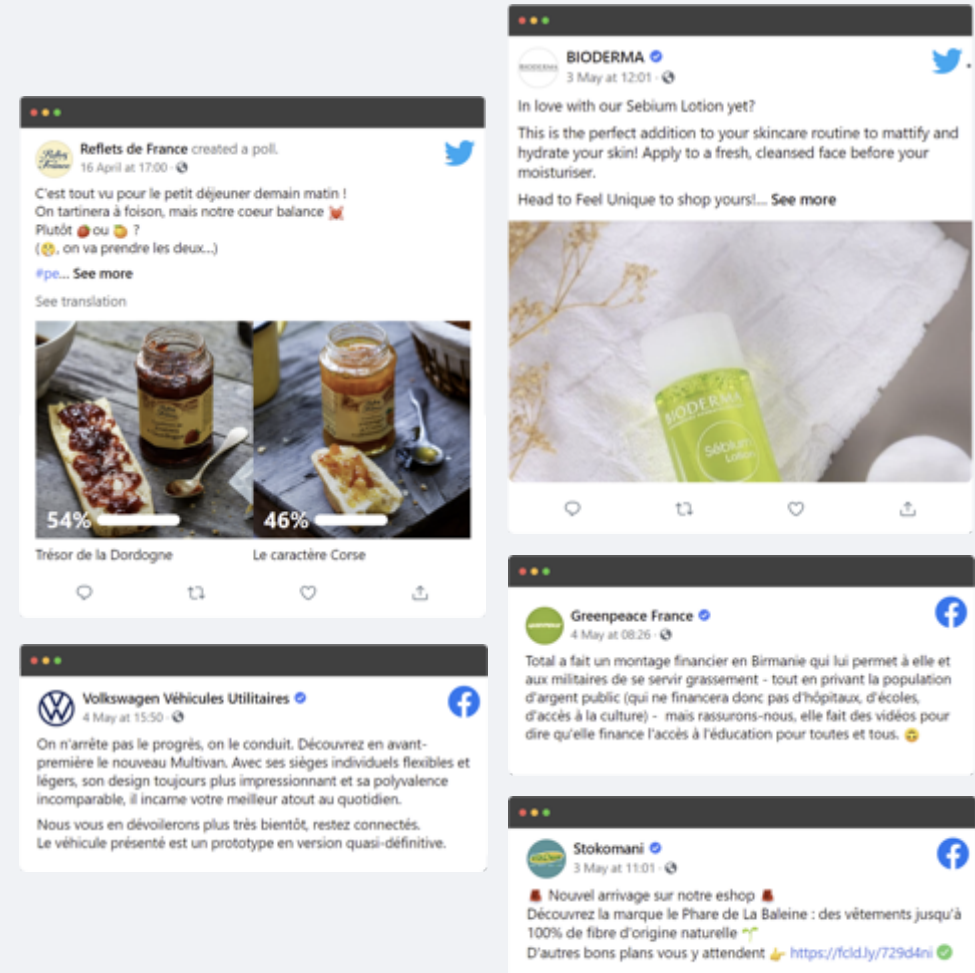 Reflets de France created a poll.
16 April at 17:00
C'est tout vu pour le petit déjeuner demain matin !
On tartinera à foison, mais notre coeur balance
Plutôt 🍓 ou 🍊 ?
(😁, on va prendre les deux...)
#pe... See more
See translation
54%
46%
Trésor de la Dordogne
Le caractère Corse
Volkswagen Véhicules Utilitaires
4 May at 15:50
On n'arrête pas le progrès, on le conduit. Découvrez en avant-
première le nouveau Multivan. Avec ses sièges individuels flexibles et
légers, son design toujours plus impressionnant et sa polyvalence
incomparable, il incarne votre meilleur atout au quotidien.
Nous vous en dévoilerons plus très bientôt, restez connectés.
Le véhicule présenté est un prototype en version quasi-définitive.
BIODERMA
3 May at 12:01
In love with our Sebium Lotion yet?
This is the perfect addition to your skincare routine to mattify and
hydrate your skin! Apply to a fresh, cleansed face before your
moisturiser.
Head to Feel Unique to shop yours!... See more
BIODERMA
Sébium
Lotion
Greenpeace France
4 May at 08:26
Total a fait un montage financier en Birmanie qui lui permet à elle et
aux militaires de se servir grassement - tout en privant la population
d'argent public (qui ne financera donc pas d'hôpitaux, d'écoles,
d'accès à la culture) - mais rassurons-nous, elle fait des vidéos pour
dire qu'elle finance l'accès à l'éducation pour toutes et tous. 🙃
Stokomani
3 May at 11:01
Nouvel arrivage sur notre eshop
Découvrez la marque le Phare de La Baleine : des vêtements jusqu'à
100% de fibre d'origine naturelle 🌱
D'autres bons plans vous y attendent 👉 https://fcld.ly/729d4ni ✅